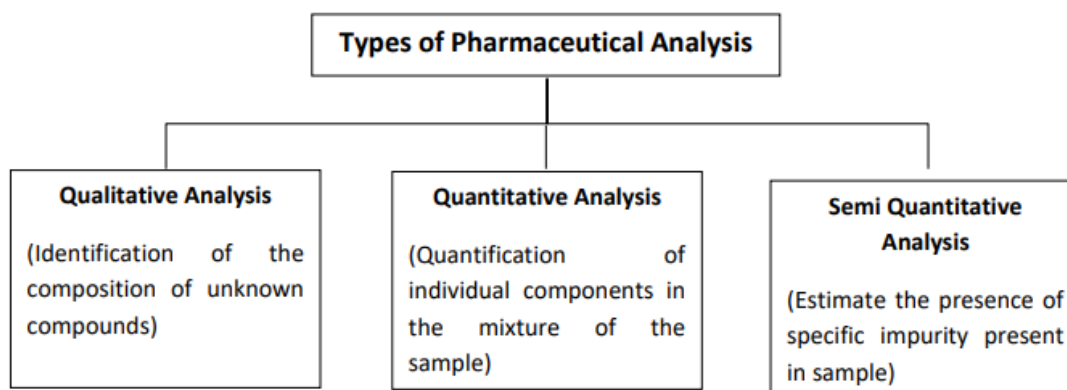 Types of Pharmaceutical Analysis
Qualitative Analysis
(Identification of the
composition of unknown
compounds)
Quantitative Analysis
(Quantification of
individual components in
the mixture of the
sample)
Semi Quantitative
Analysis
(Estimate the presence of
specific impurity present
in sample)